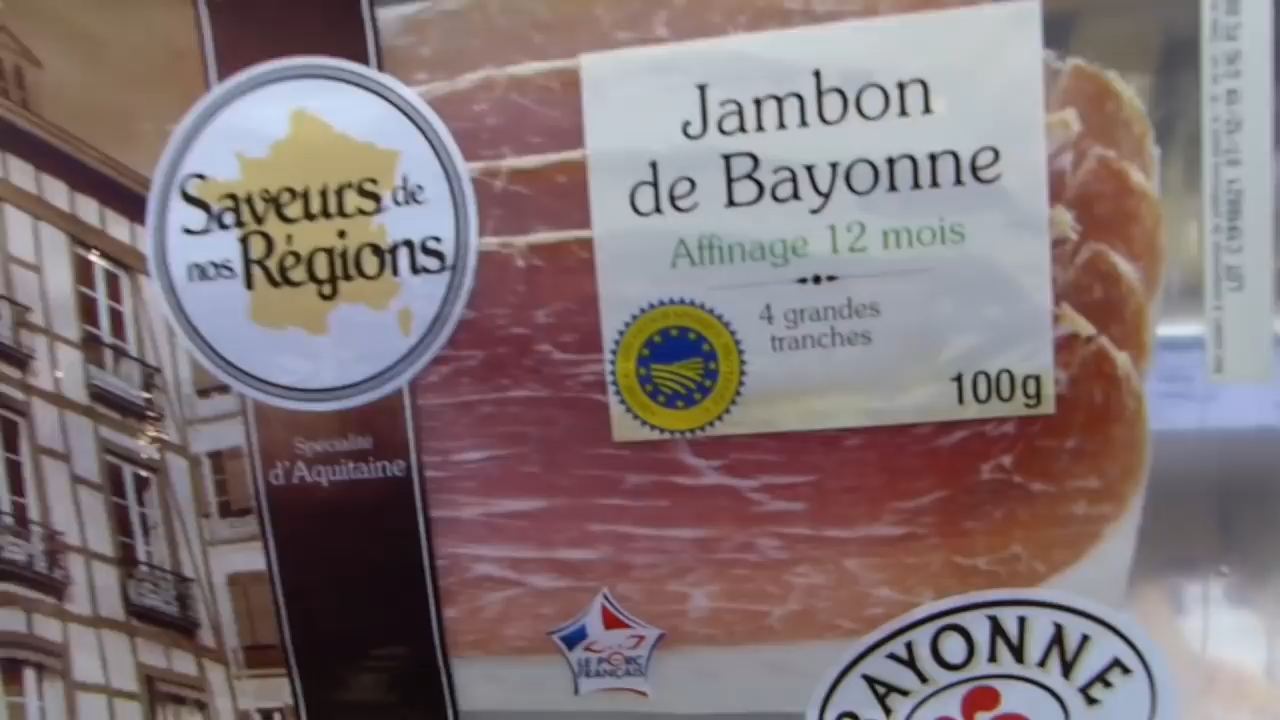 Saveurs de
nos Régions
Spécialité
d'Aquitaine
Jambon
de Bayonne
Affinage 12 mois
4 grandes
tranches
100g
LE PORC
FRANÇAIS
BAYONNE